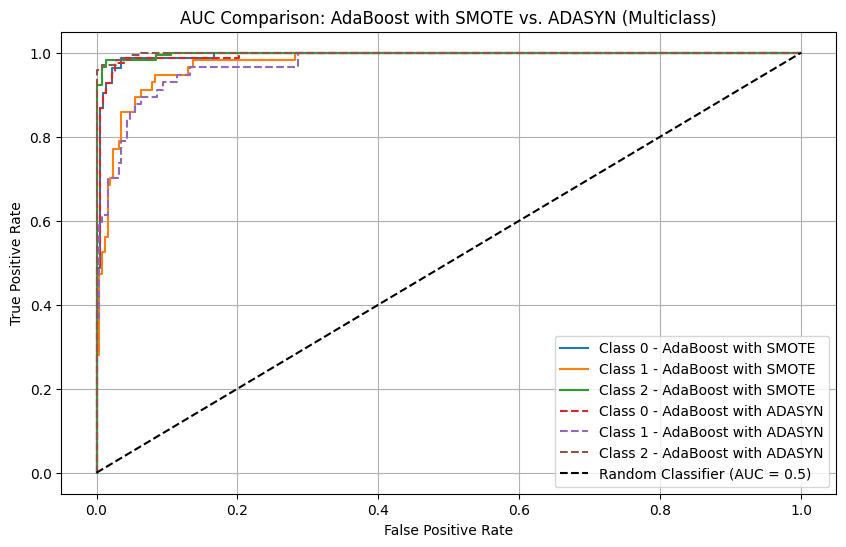 AUC Comparison: AdaBoost with SMOTE vs. ADASYN (Multiclass)
1.0
0.8
0.6
0.4
0.2
0.0
True Positive Rate
0.0 0.2 0.4 0.6 0.8 1.0
False Positive Rate
Class 0 - AdaBoost with SMOTE
Class 1 - AdaBoost with SMOTE
Class 2 - AdaBoost with SMOTE
Class 0 - AdaBoost with ADASYN
Class 1 - AdaBoost with ADASYN
Class 2 - AdaBoost with ADASYN
Random Classifier (AUC = 0.5)